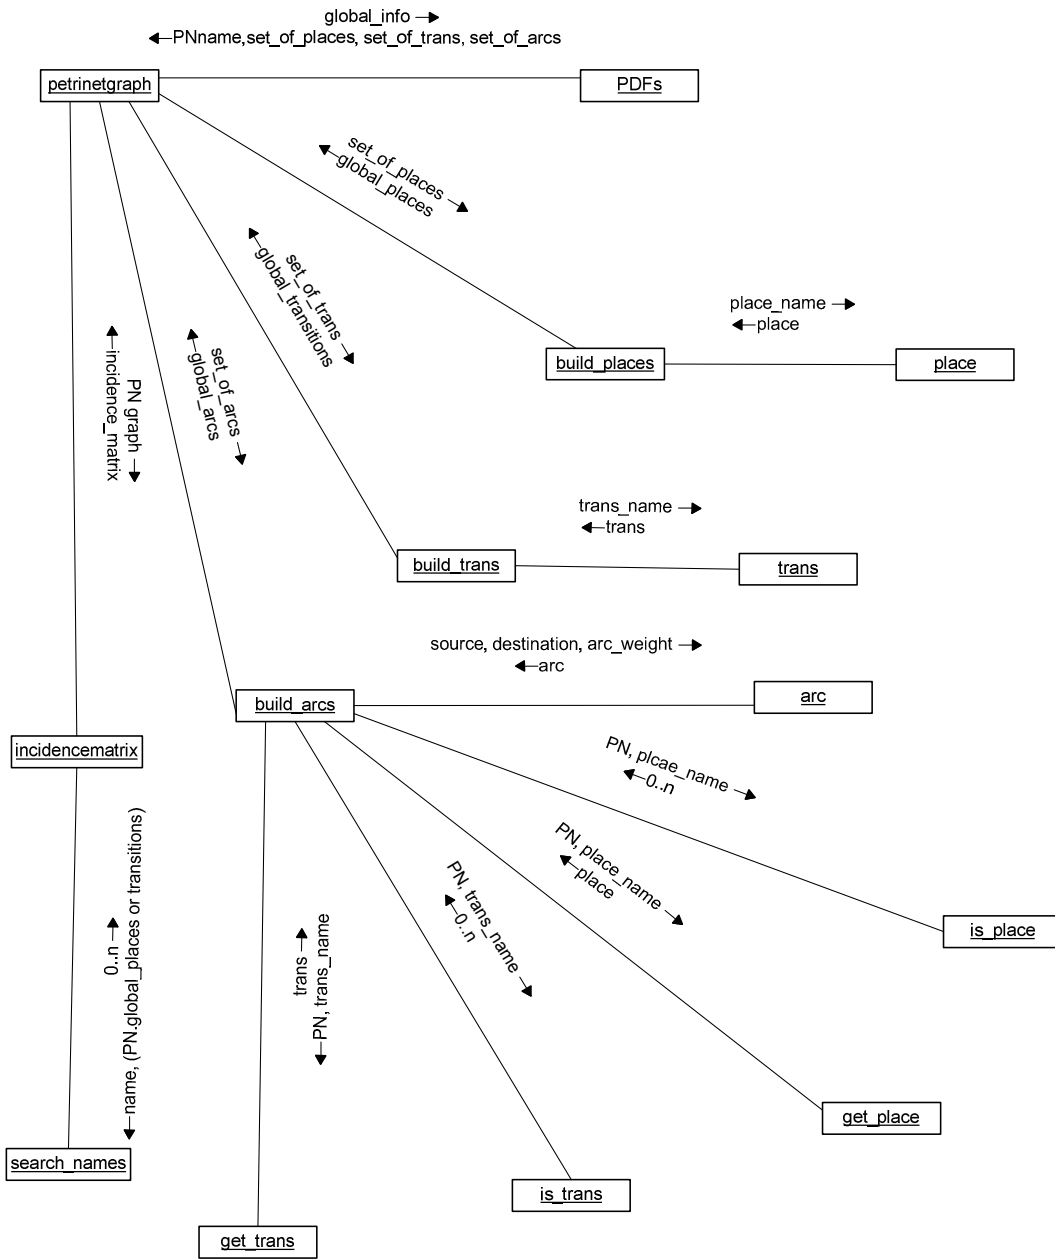 global_info
PNname,set_of_places, set_of_trans, set_of_arcs
petrinetgraph
PDFs
set_of_places
global_places
set_of_trans
global_transitions
place_name
place
build_places
place
set_of_arcs
global_arcs
PN graph
incidence_matrix
trans_name
trans
build_trans
trans
source, destination, arc_weight
arc
build_arcs
arc
incidencematrix
PN, plcae_name
0..n
PN, place_name
place
PN, trans_name
0..n
trans
PN, trans_name
0..n
name, (PN.global_places or transitions)
is_place
get_place
search_names
is_trans
get_trans